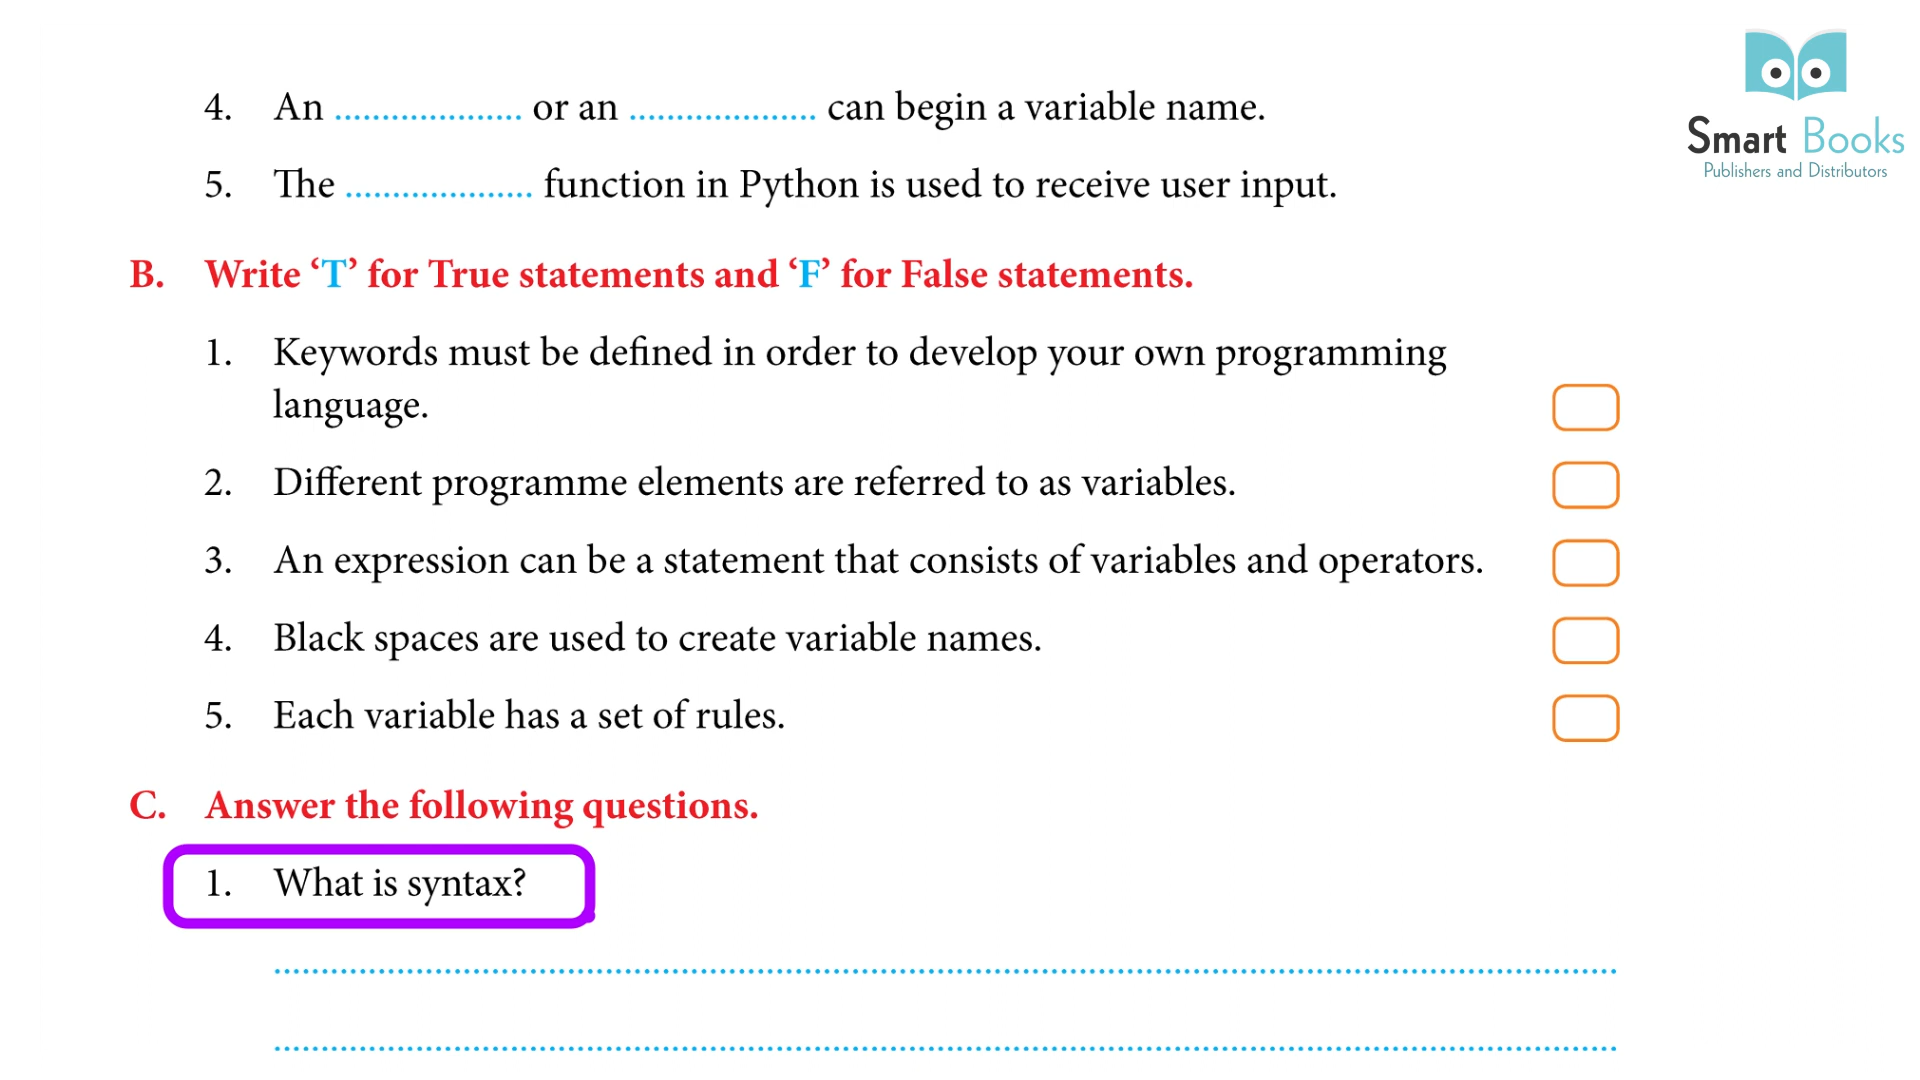 Smart Books
Publishers and Distributors
4. An .................... or an .................... can begin a variable name.
5. The .................... function in Python is used to receive user input.
B. Write ‘T’ for True statements and ‘F’ for False statements.
1. Keywords must be defined in order to develop your own programming
language.
2. Different programme elements are referred to as variables.
3. An expression can be a statement that consists of variables and operators.
4. Black spaces are used to create variable names.
5. Each variable has a set of rules.
C. Answer the following questions.
1. What is syntax?